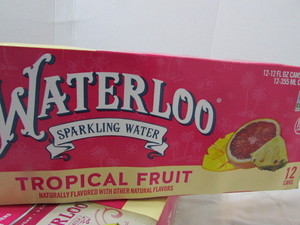 12-12 FL OZ CANS
12-355 ML C
WATERLOO
SPARKLING WATER
TROPICAL FRUIT
NATURALLY FLAVORED WITH OTHER NATURAL FLAVORS
12
CANS
WATERLOO